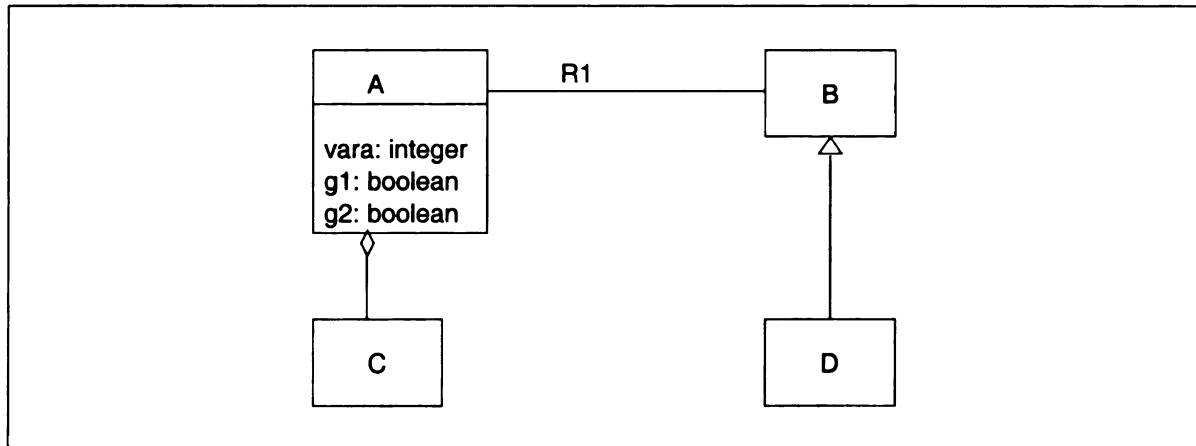 A
R1
B
vara: integer
g1: boolean
g2: boolean
C
D